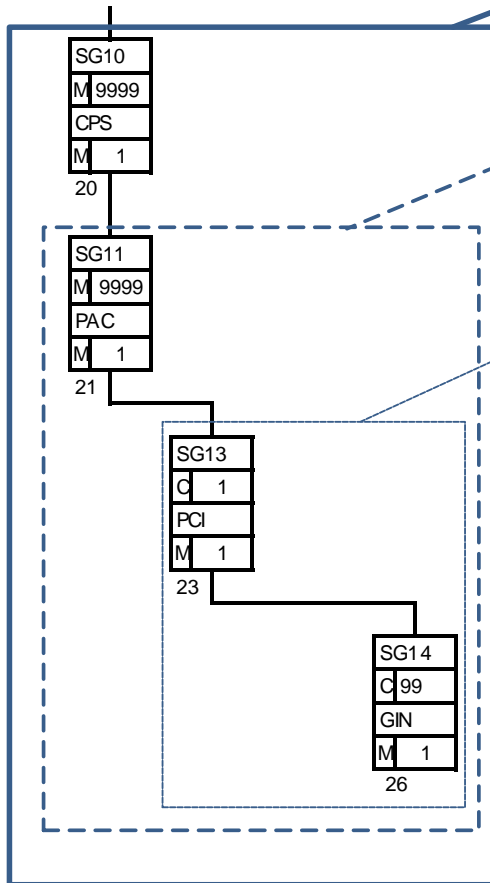 SG10
M 9999
CPS
M 1
20
SG11
M 9999
PAC
M 1
21
SG13
C 1
PCI
M 1
23
SG14
C 99
GIN
M 1
26